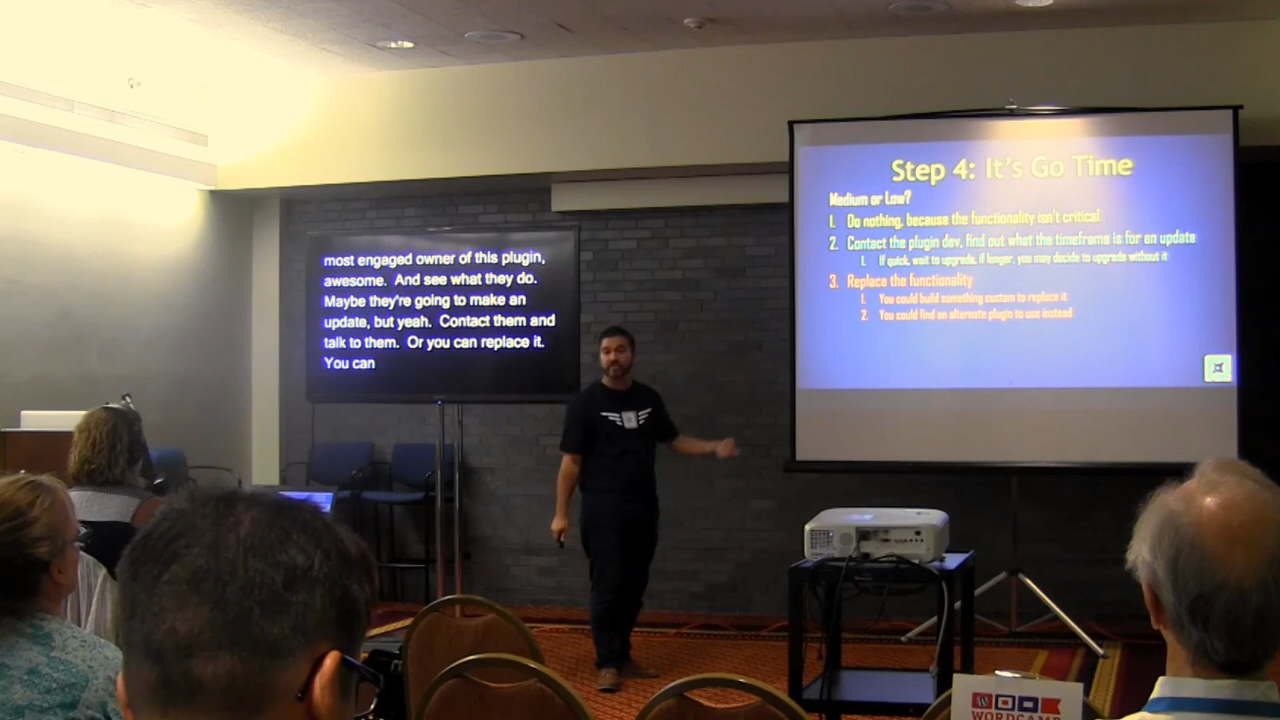 most engaged owner of this plugin,
awesome. And see what they do.
Maybe they're going to make an
update, but yeah. Contact them and
talk to them. Or you can replace it.
You can
Step 4: It's Go Time
Medium or Low?
1. Do nothing, because the functionality isn't critical
2. Contact the plugin dev, find out what the timeframe is for an update
1. If quick, wait to upgrade, if longer, you may decide to upgrade without it
3. Replace the functionality
1. You could build something custom to replace it
2. You could find an alternate plugin to use instead
WORDCAMP